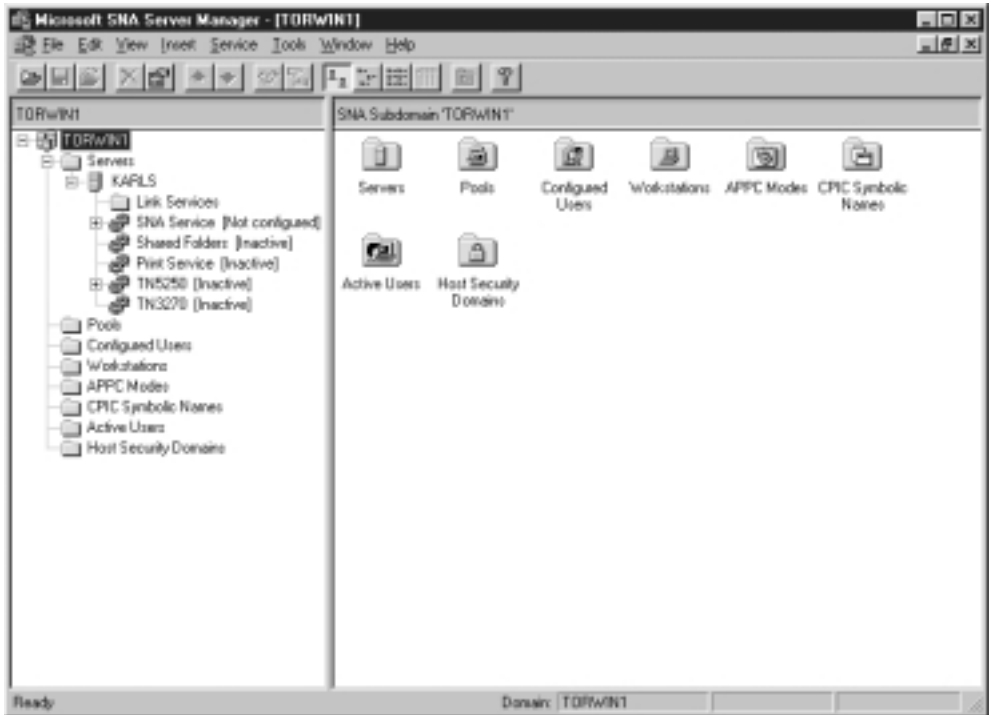 Microsoft SNA Server Manager - [TORWIN1]
File Edit View Insert Service Tools Window Help
TORWIN1
SNA Subdomain 'TORWIN1'
TORWIN1
Servers
KARLS
Link Services
SNA Service [Not configured]
Shared Folders [Inactive]
Print Service [Inactive]
TN5250 [Inactive]
TN3270 [Inactive]
Pools
Configured Users
Workstations
APPC Modes
CPIC Symbolic Names
Active Users
Host Security Domains
Servers
Pools
Configured Users
Workstations
APPC Modes
CPIC Symbolic Names
Active Users
Host Security Domains
Ready
Domain: TORWIN1